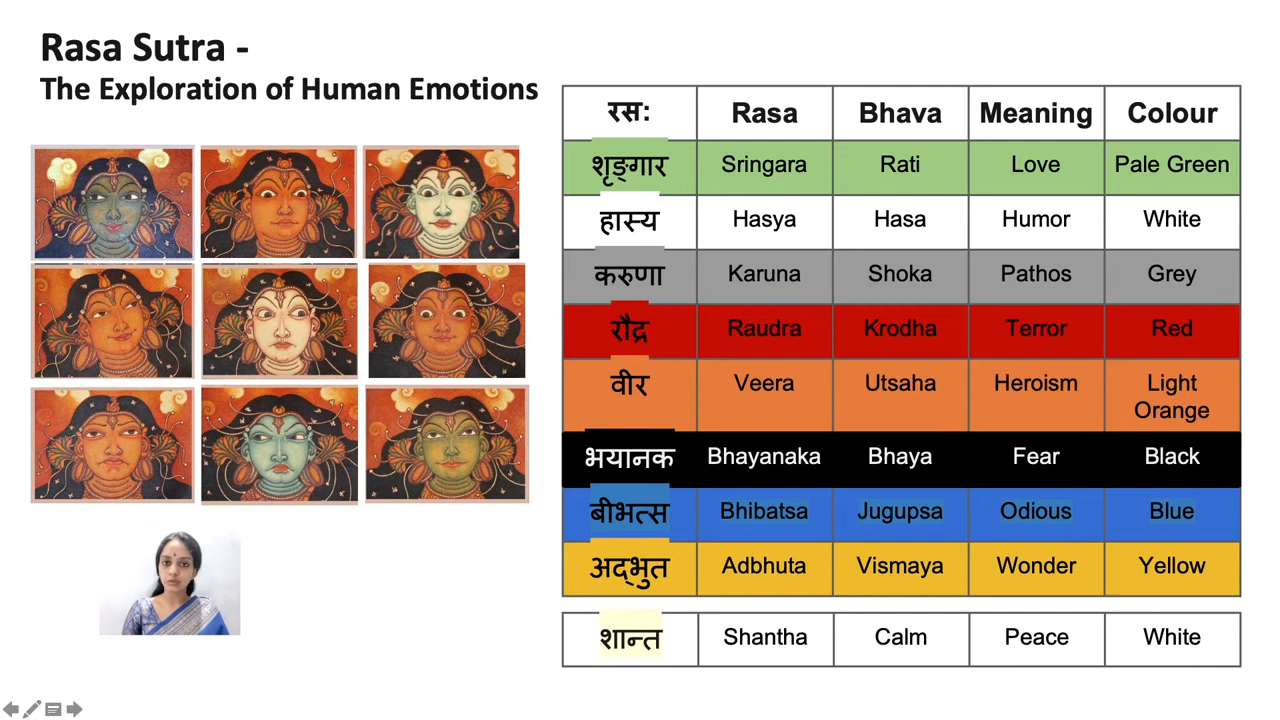 Rasa Sutra -
The Exploration of Human Emotions
रसः Rasa Bhava Meaning Colour
शृङ्गार Sringara Rati Love Pale Green
हास्य Hasya Hasa Humor White
करुणा Karuna Shoka Pathos Grey
रौद्र Raudra Krodha Terror Red
वीर Veera Utsaha Heroism Light
Orange
भयानक Bhayanaka Bhaya Fear Black
बीभत्स Bhibatsa Jugupsa Odious Blue
अद्भुत Adbhuta Vismaya Wonder Yellow
शान्त Shantha Calm Peace White